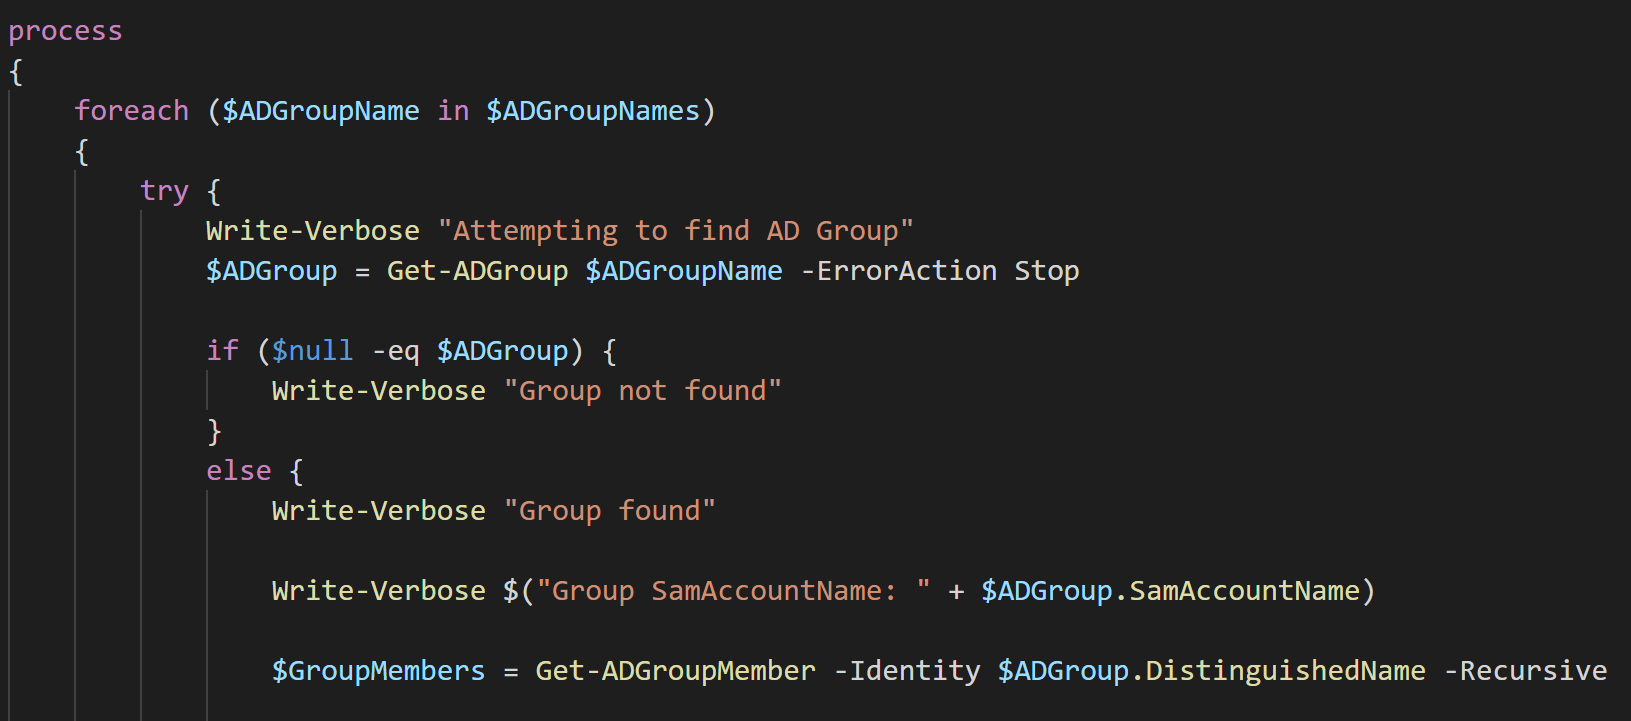 process
{
    foreach ($ADGroupName in $ADGroupNames)
    {
        try {
            Write-Verbose "Attempting to find AD Group"
            $ADGroup = Get-ADGroup $ADGroupName -ErrorAction Stop

            if ($null -eq $ADGroup) {
                Write-Verbose "Group not found"
            }
            else {
                Write-Verbose "Group found"

                Write-Verbose $("Group SamAccountName: " + $ADGroup.SamAccountName)

                $GroupMembers = Get-ADGroupMember -Identity $ADGroup.DistinguishedName -Recursive